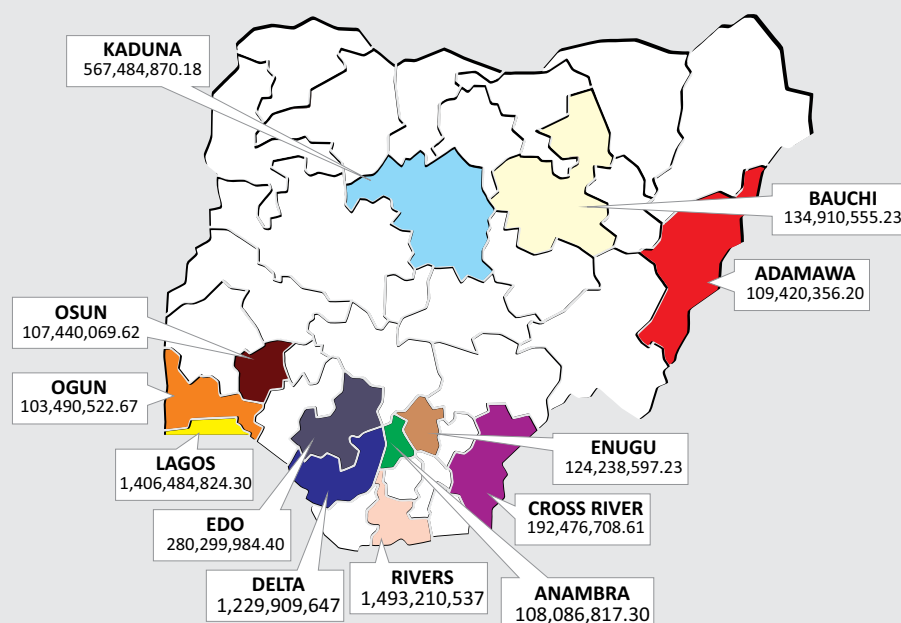 KADUNA
567,484,870.18
BAUCHI
134,910,555.23
ADAMAWA
109,420,356.20
OSUN
107,440,069.62
OGUN
103,490,522.67
LAGOS
1,406,484,824.30
ENUGU
124,238,597.23
CROSS RIVER
192,476,708.61
EDO
280,299,984.40
DELTA
1,229,909,647
RIVERS
1,493,210,537
ANAMBRA
108,086,817.30